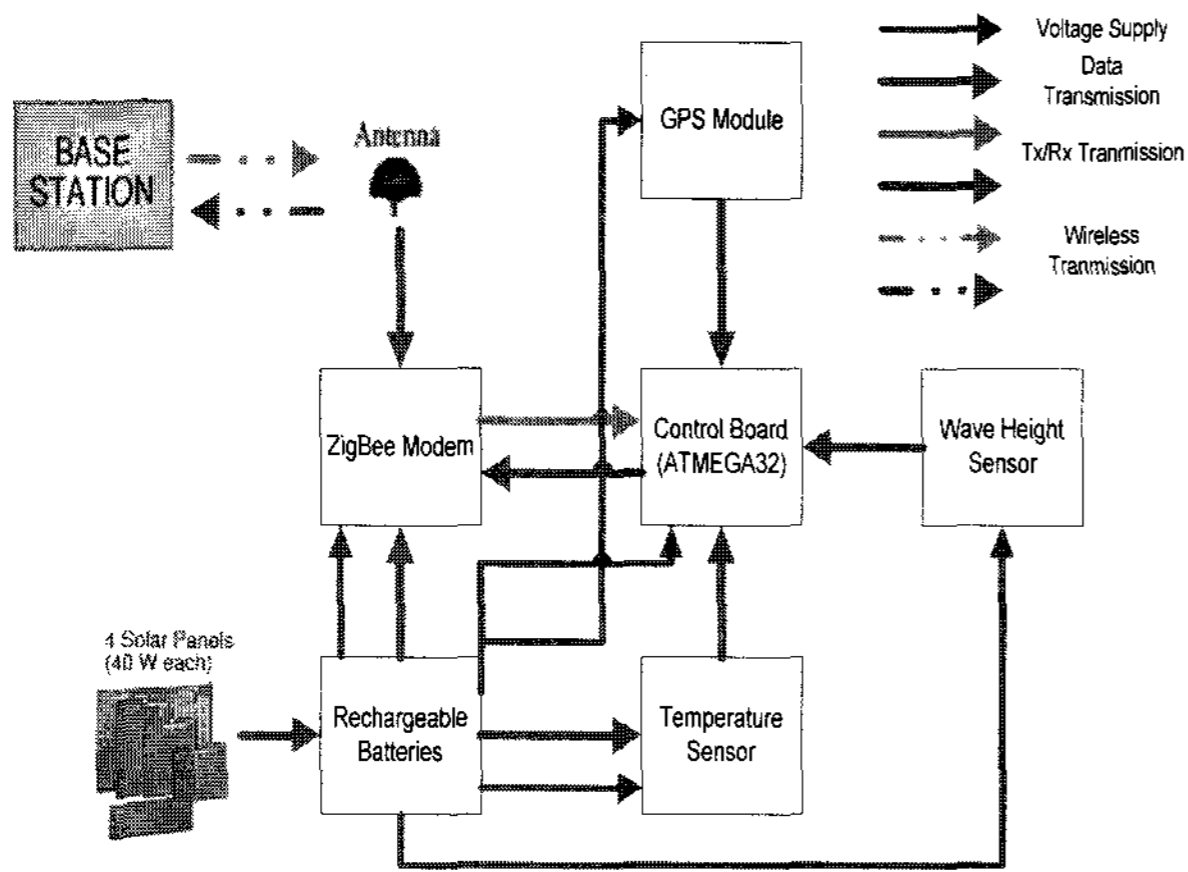 Voltage Supply
Data
Transmission
Tx/Rx Tranmission
Wireless
Tranmission
BASE
STATION
Antenna
GPS Module
ZigBee Modem
Control Board
(ATMEGA32)
Wave Height
Sensor
4 Solar Panels
(40 W each)
Rechargeable
Batteries
Temperature
Sensor